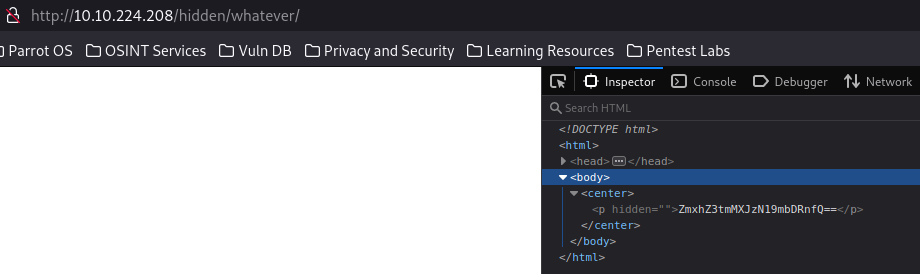 http://10.10.224.208/hidden/whatever/
Parrot OS OSINT Services Vuln DB Privacy and Security Learning Resources Pentest Labs
Inspector Console Debugger Network
Search HTML
<!DOCTYPE html>
<html>
<head>···</head>
<body>
<center>
<p hidden="">ZmxhZ3tmMXJzN19mbDRnfQ==</p>
</center>
</body>
</html>